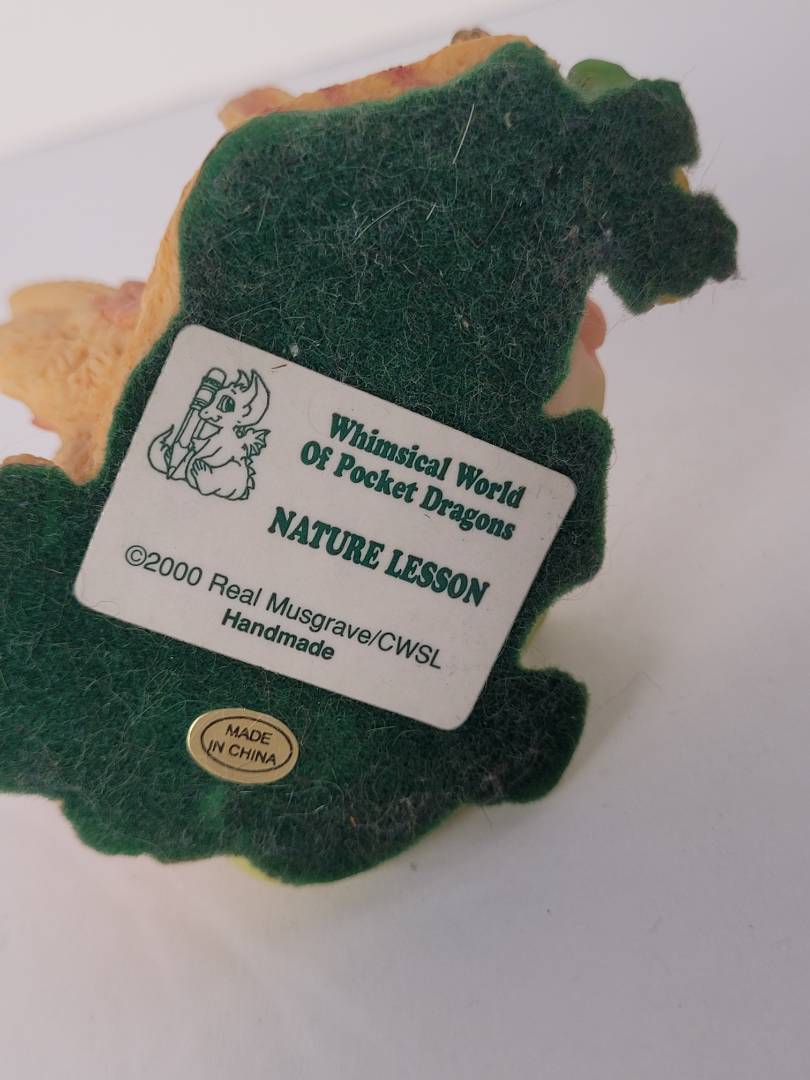 Whimsical World
Of Pocket Dragons
NATURE LESSON
©2000 Real Musgrave/CWSL
Handmade
MADE
IN CHINA